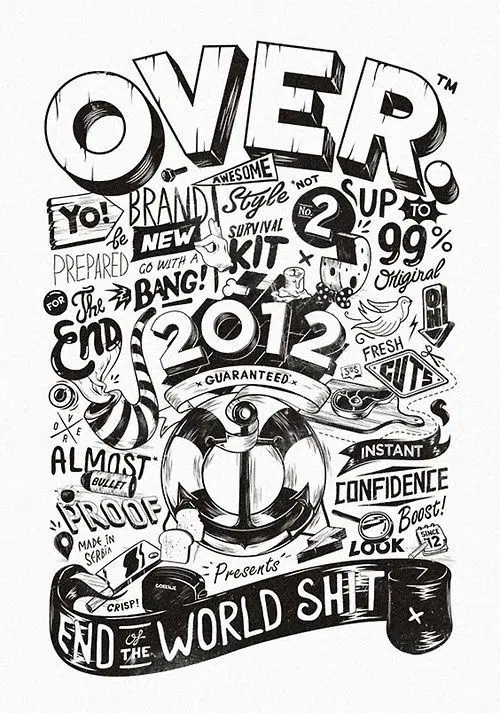 OVER.™
AWESOME
YO!
BRAND
Style
"NOT
No. 2
UP TO
be
NEW
SURVIVAL
99%
PREPARED
GO WITH A
KIT
x
Original
FOR
The
BANG!
End
2012
FRESH
GUARANTEED
CUTS
OVRE
ALMOST
INSTANT
BULLET
CONFIDENCE
PROOF
Boost!
MADE IN
SERBIA
LOOK
SINCE
12
Presents
CRISP!
GORENJE
END of THE WORLD SHIT
x